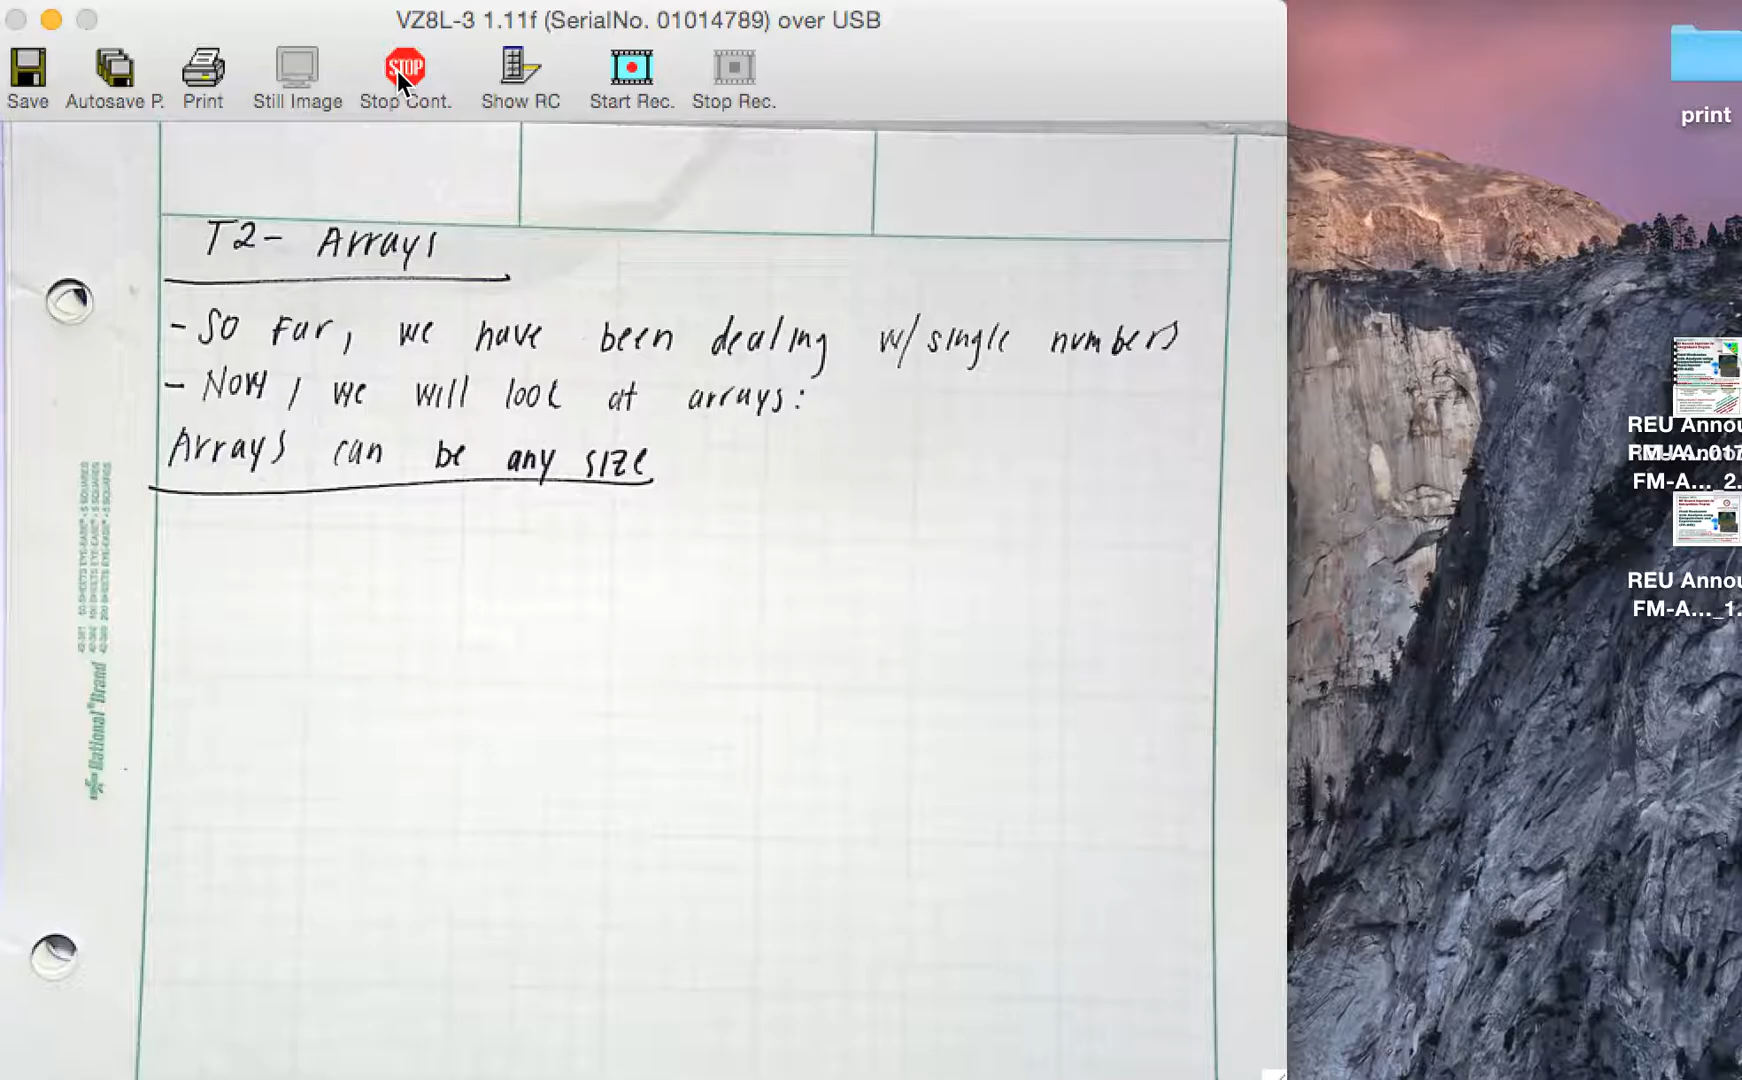 VZ8L-3 1.11f (SerialNo. 01014789) over USB
Save Autosave P. Print Still Image Stop Cont. Show RC Start Rec. Stop Rec.
print
T2- Arrays
- So far, we have been dealing w/ single numbers
- Now, we will look at arrays:
Arrays can be any size
National® Brand
REU Annou
FM-A... _2.
REU Annou
FM-A... _1.